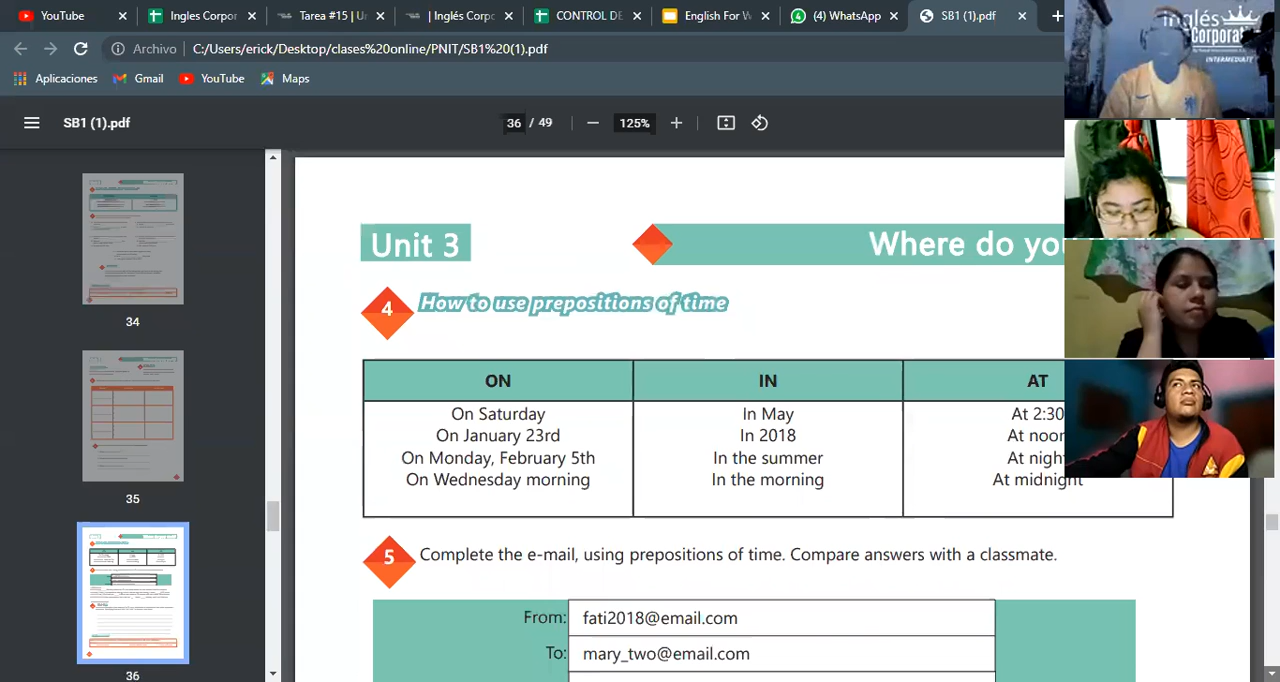 YouTube
Ingles Corpor
Tarea #15 | U
| Inglés Corpo
CONTROL DE
English For W
(4) WhatsApp
SB1 (1).pdf
Archivo
C:/Users/erick/Desktop/clases%20online/PNIT/SB1%20(1).pdf
Aplicaciones
Gmail
YouTube
Maps
SB1 (1).pdf
36 / 49
125%
Inglés
Corporat
INTERMEDIATE
34
35
36
Unit 3
Where do yo
4
How to use prepositions of time
ON
IN
AT
On Saturday
In May
At 2:30
On January 23rd
In 2018
At noon
On Monday, February 5th
In the summer
At nigh
On Wednesday morning
In the morning
At midnight
5
Complete the e-mail, using prepositions of time. Compare answers with a classmate.
From:
fati2018@email.com
To:
mary_two@email.com